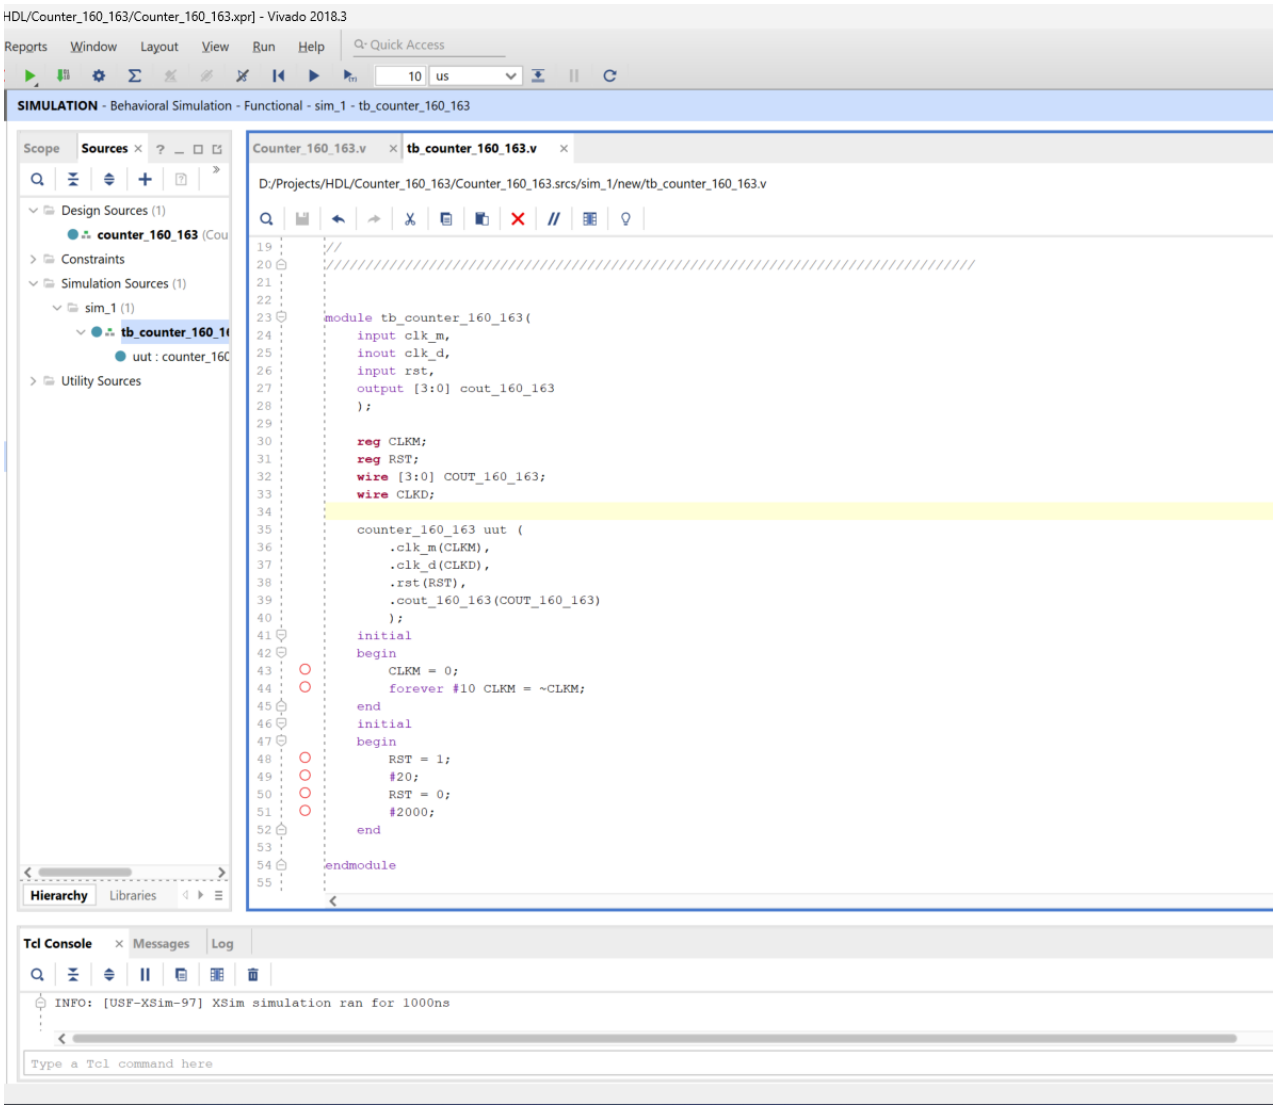 HDL/Counter_160_163/Counter_160_163.xpr] - Vivado 2018.3
Reports Window Layout View Run Help Quick Access
10 us
SIMULATION - Behavioral Simulation - Functional - sim_1 - tb_counter_160_163
Scope Sources
Counter_160_163.v tb_counter_160_163.v
D:/Projects/HDL/Counter_160_163/Counter_160_163.srcs/sim_1/new/tb_counter_160_163.v
Design Sources (1)
counter_160_163 (Cou
Constraints
Simulation Sources (1)
sim_1 (1)
tb_counter_160_16
uut : counter_160
Utility Sources
19 //
20 /////////////////////////////////////////////////////////////////////////////////
21
22
23 module tb_counter_160_163(
24 input clk_m,
25 inout clk_d,
26 input rst,
27 output [3:0] cout_160_163
28 );
29
30 reg CLKM;
31 reg RST;
32 wire [3:0] COUT_160_163;
33 wire CLKD;
34
35 counter_160_163 uut (
36 .clk_m(CLKM),
37 .clk_d(CLKD),
38 .rst(RST),
39 .cout_160_163(COUT_160_163)
40 );
41 initial
42 begin
43 CLKM = 0;
44 forever #10 CLKM = ~CLKM;
45 end
46 initial
47 begin
48 RST = 1;
49 #20;
50 RST = 0;
51 #2000;
52 end
53
54 endmodule
55
Hierarchy Libraries
Tcl Console Messages Log
INFO: [USF-XSim-97] XSim simulation ran for 1000ns
Type a Tcl command here